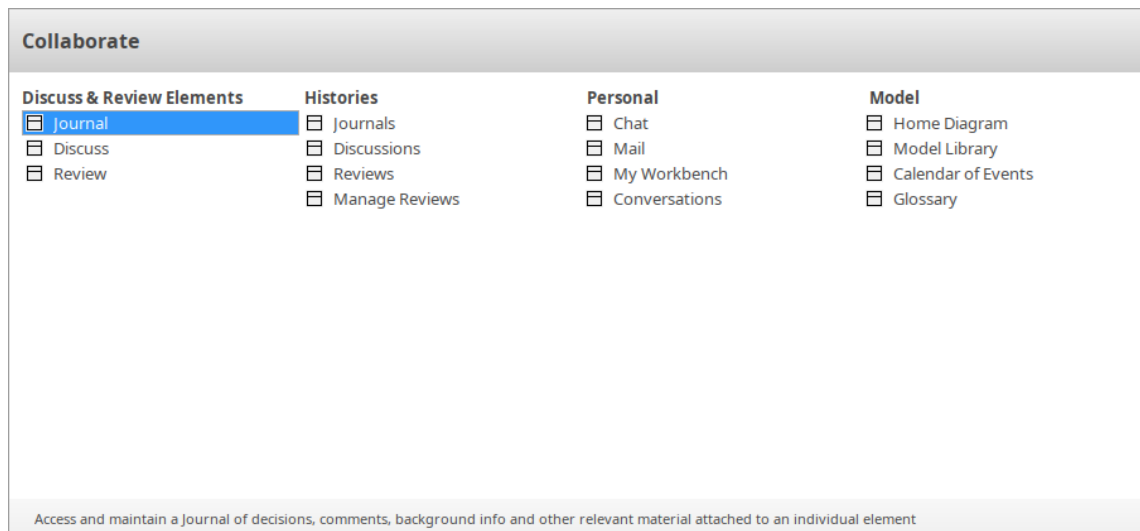 Collaborate
Discuss & Review Elements
Journal
Discuss
Review
Histories
Journals
Discussions
Reviews
Manage Reviews
Personal
Chat
Mail
My Workbench
Conversations
Model
Home Diagram
Model Library
Calendar of Events
Glossary
Access and maintain a Journal of decisions, comments, background info and other relevant material attached to an individual element